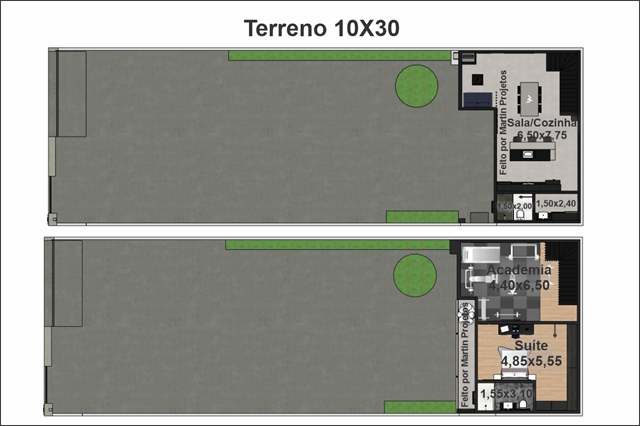 Terreno 10X30
Feito por Martin Projetos
Sala/Cozinha
6,50x7,75
1,50x2,00
1,50x2,40
Academia
4,40x6,50
Feito por Martin Projetos
Suíte
4,85x5,55
1,55x3,10